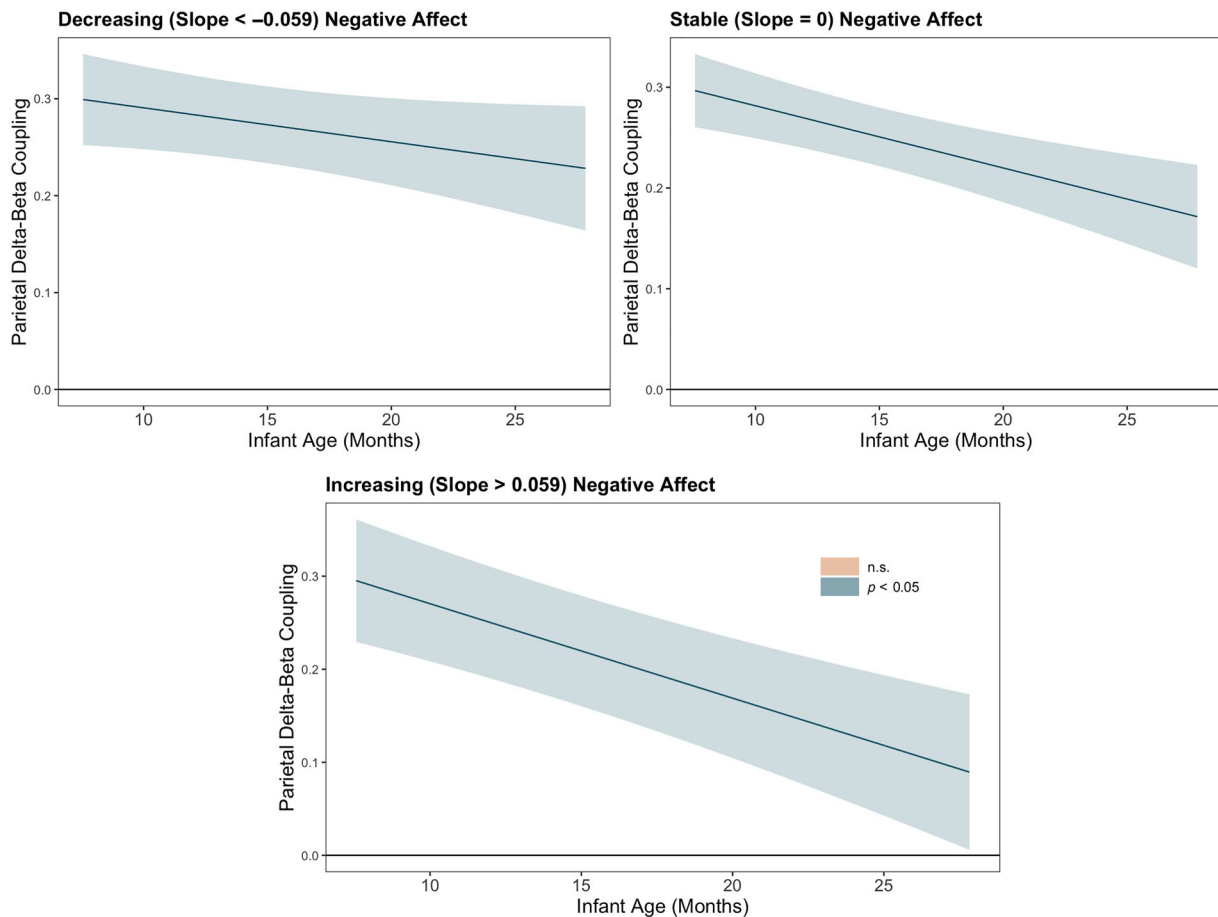 Decreasing (Slope < −0.059) Negative Affect
Parietal Delta-Beta Coupling
0.3
0.2
0.1
0.0
10 15 20 25
Infant Age (Months)
Stable (Slope = 0) Negative Affect
Parietal Delta-Beta Coupling
0.3
0.2
0.1
0.0
10 15 20 25
Infant Age (Months)
Increasing (Slope > 0.059) Negative Affect
Parietal Delta-Beta Coupling
0.3
0.2
0.1
0.0
n.s.
p < 0.05
10 15 20 25
Infant Age (Months)